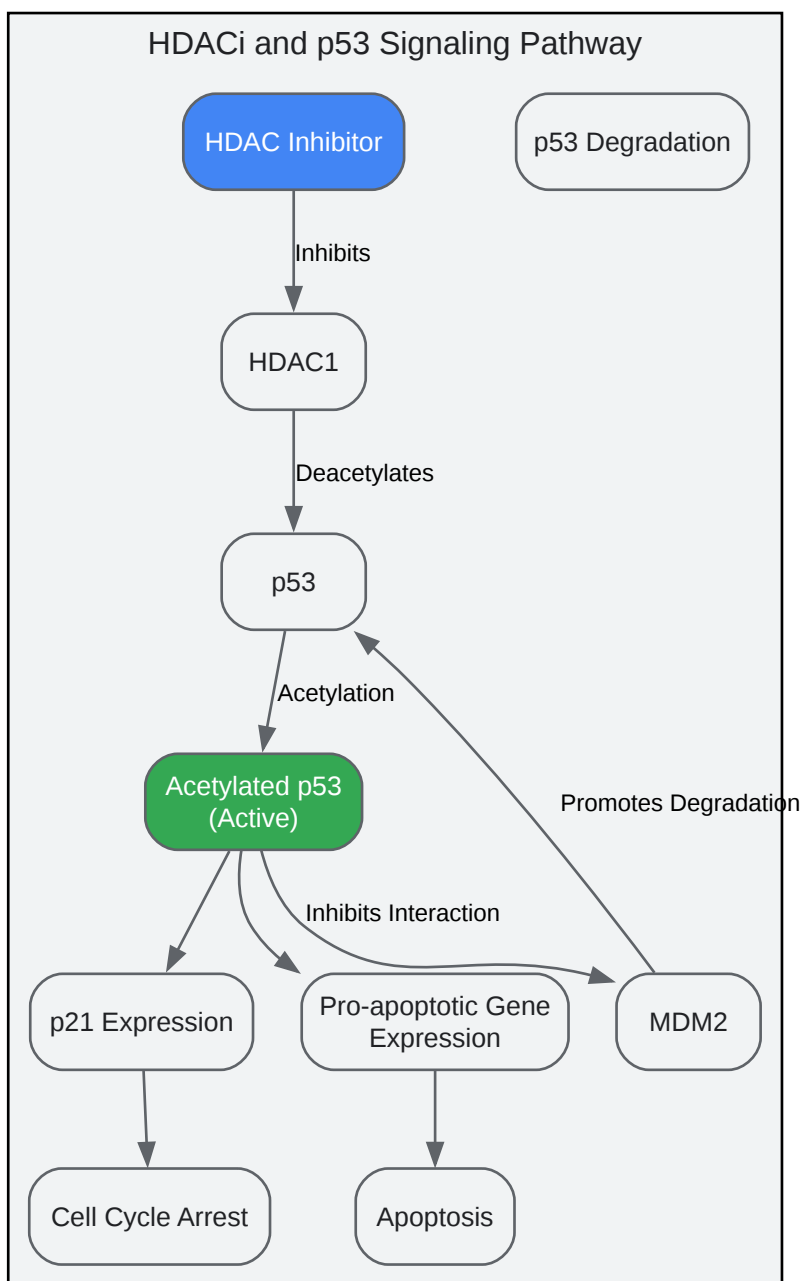 HDACi and p53 Signaling Pathway
HDAC Inhibitor
p53 Degradation
Inhibits
HDAC1
Deacetylates
p53
Acetylation
Acetylated p53
(Active)
Promotes Degradation
Inhibits Interaction
p21 Expression
Pro-apoptotic Gene
Expression
MDM2
Cell Cycle Arrest
Apoptosis